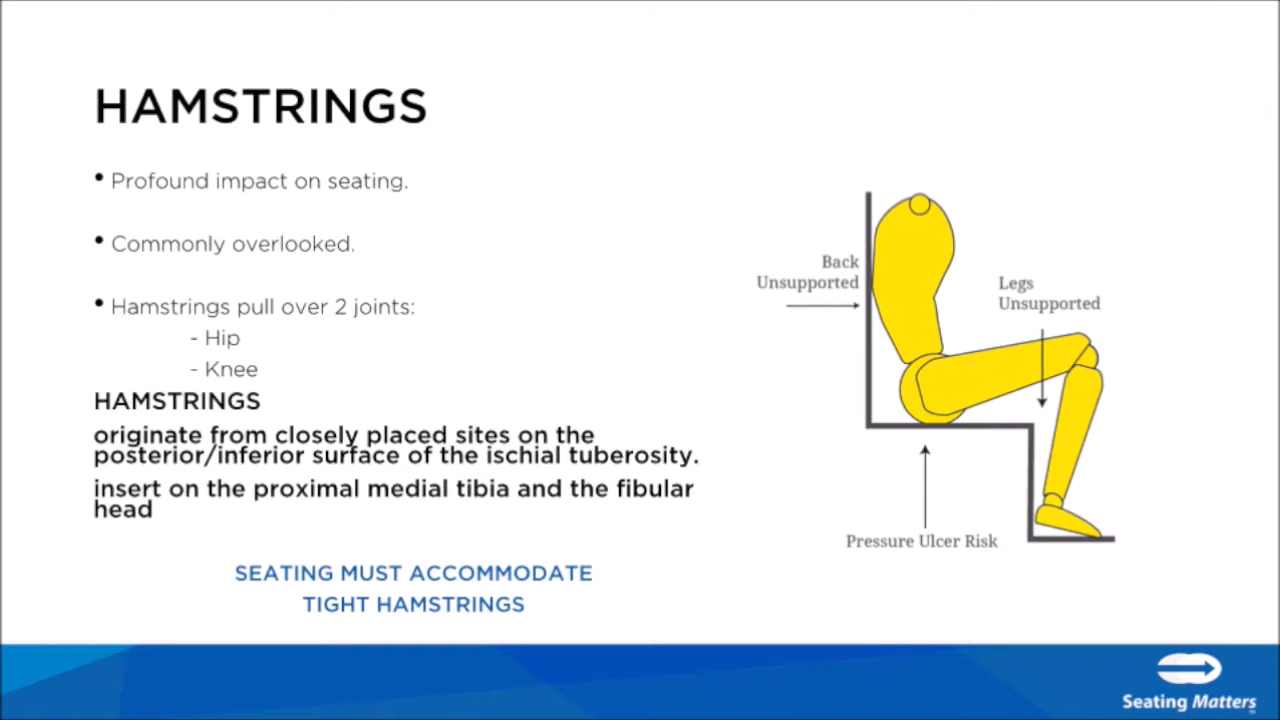 HAMSTRINGS
• Profound impact on seating.
• Commonly overlooked.
• Hamstrings pull over 2 joints:
- Hip
- Knee
HAMSTRINGS
originate from closely placed sites on the
posterior/inferior surface of the ischial tuberosity.
insert on the proximal medial tibia and the fibular
head
SEATING MUST ACCOMMODATE
TIGHT HAMSTRINGS
Back
Unsupported
Legs
Unsupported
Pressure Ulcer Risk
Seating Matters